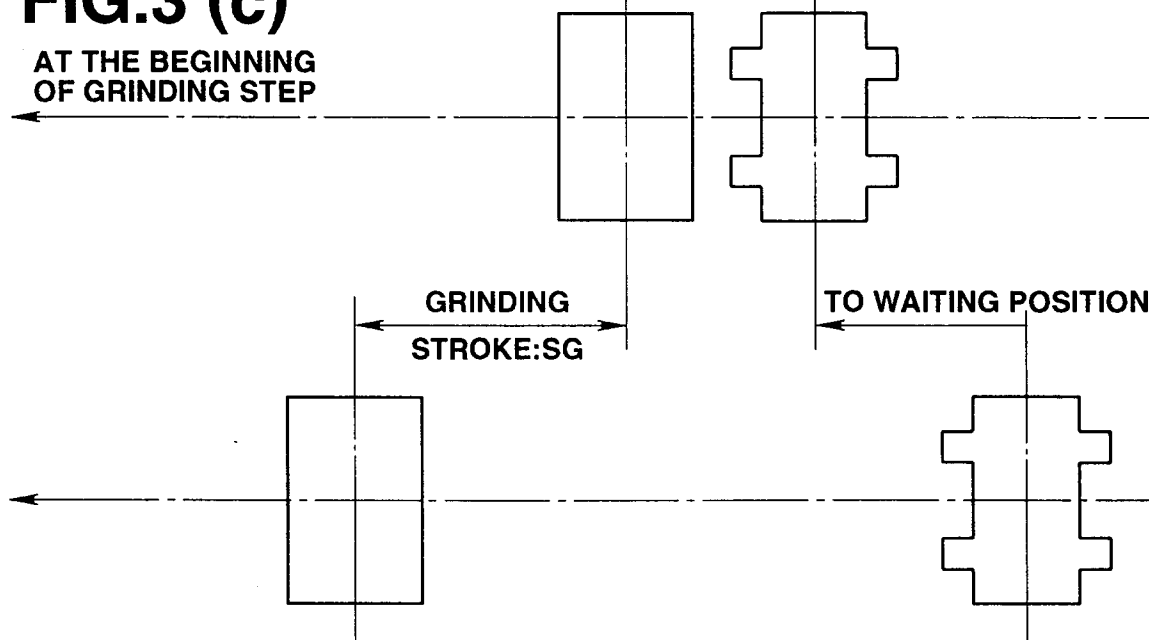 FIG.3 (c)
AT THE BEGINNING
OF GRINDING STEP
GRINDING
STROKE:SG
TO WAITING POSITION